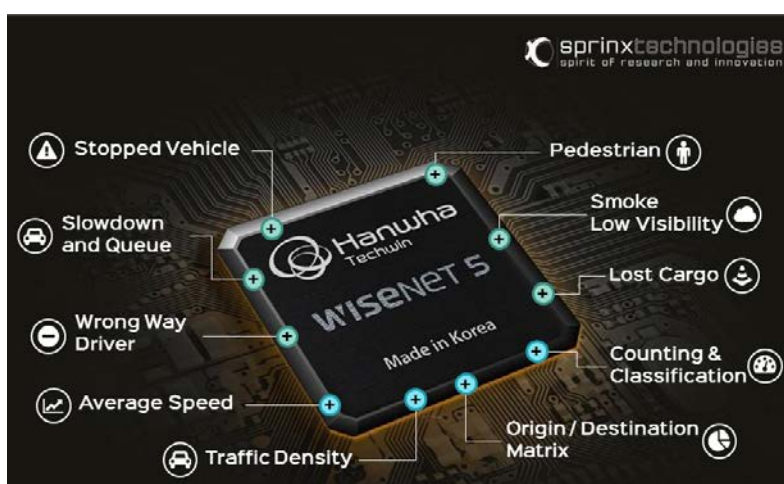 sprinxtechnologies
spirit of research and innovation
Stopped Vehicle
Pedestrian
Slowdown
and Queue
Smoke
Low Visibility
Hanwha
Techwin
WISENET 5
Made in Korea
Lost Cargo
Wrong Way
Driver
Counting &
Classification
Average Speed
Origin / Destination
Matrix
Traffic Density